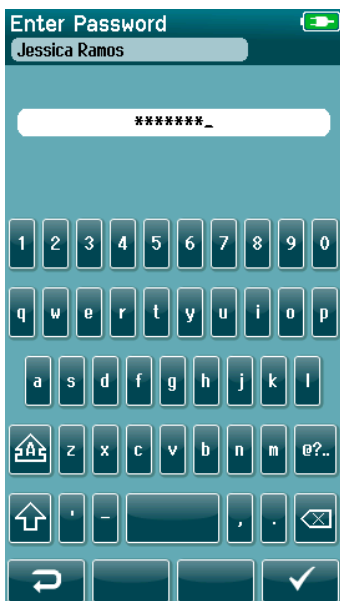 Enter Password
Jessica Ramos
*******_
1 2 3 4 5 6 7 8 9 0
q w e r t y u i o p
a s d f g h j k l
A z x c v b n m @?..
' - , .